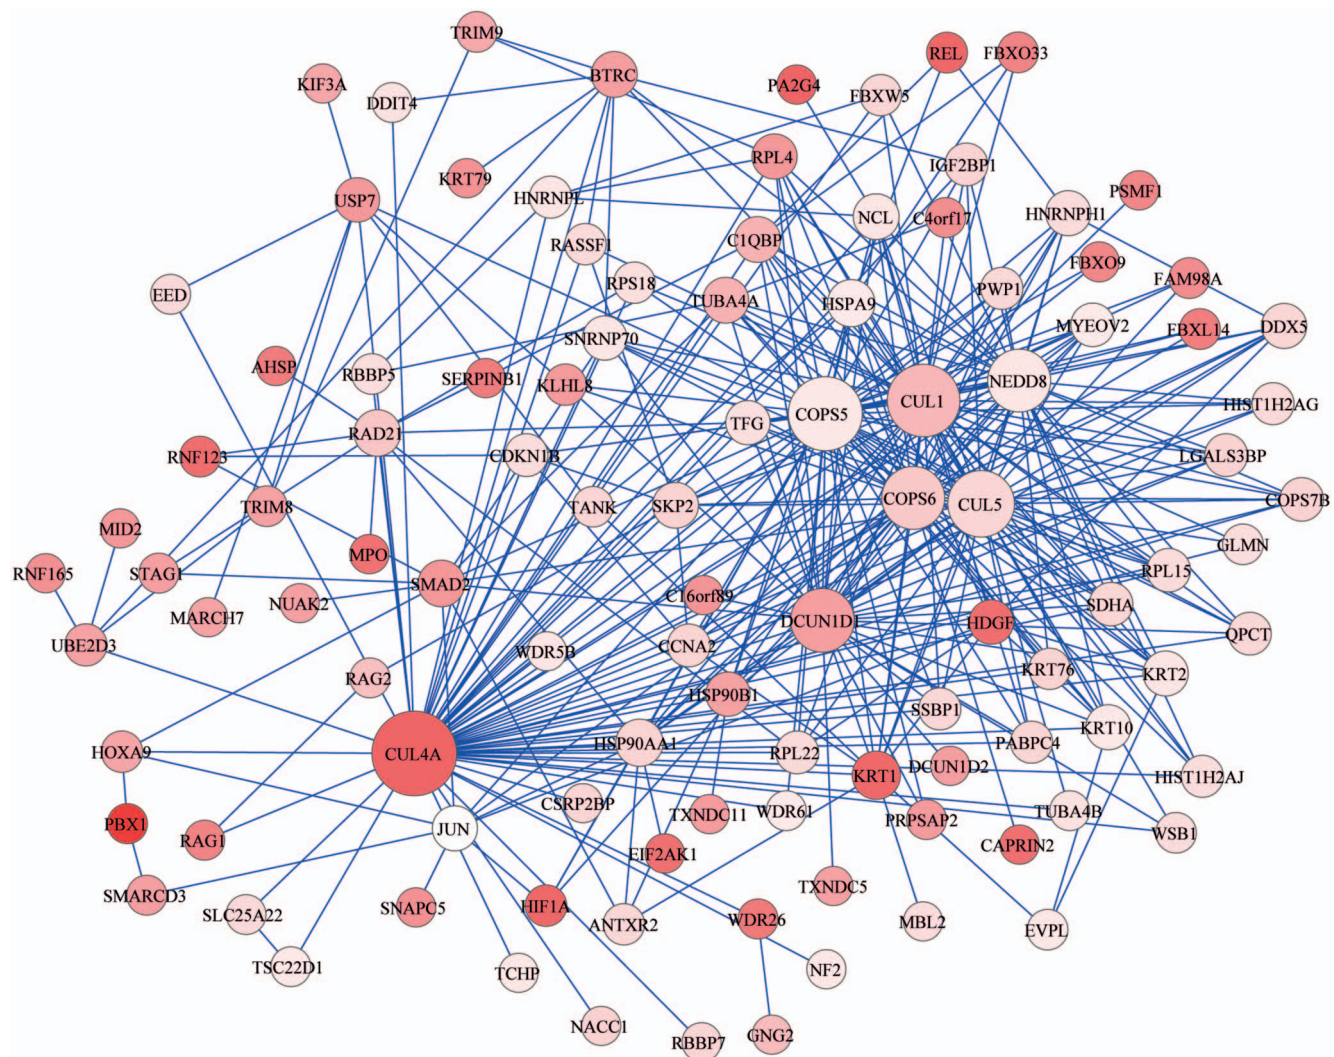 TRIM9
BTRC
REL
FBXO33
KIF3A
DDIT4
PA2G4
FBXW5
RPL4
IGF2BP1
KRT79
HNRNPL
USP7
NCL
C4orf17
HNRNPH1
PSMF1
RASSF1
C1QBP
FBXO9
EED
RPS18
TUBA4A
HSPA9
PWP1
FAM98A
MYEOV2
FBXL14
DDX5
SNRNP70
AHSP
RBBP5
SERPINB1
KLHL8
NEDD8
COPS5
CUL1
HIST1H2AG
RAD21
TFG
RNF123
CDKN1B
LGALS3BP
TRIM8
TANK
SKP2
COPS6
CUL5
COPS7B
MID2
MPO
GLMN
RNF165
STAG1
SMAD2
RPL15
NUAK2
C16orf89
MARCH7
DCUN1D1
HDGF
SDHA
UBE2D3
WDR5B
CCNA2
QPCT
RAG2
HSP90B1
KRT76
KRT2
SSBP1
HOXA9
CUL4A
HSP90AA1
RPL22
PABPC4
KRT10
KRT1
DCUN1D2
HIST1H2AJ
PBX1
CSRP2BP
TXNDC11
WDR61
TUBA4B
RAG1
JUN
PRPSAP2
WSB1
EIF2AK1
CAPRIN2
SMARCD3
TXNDC5
SLC25A22
SNAPC5
HIF1A
ANTXR2
WDR26
MBL2
EVPL
TSC22D1
TCHP
NF2
NACC1
RBBP7
GNG2